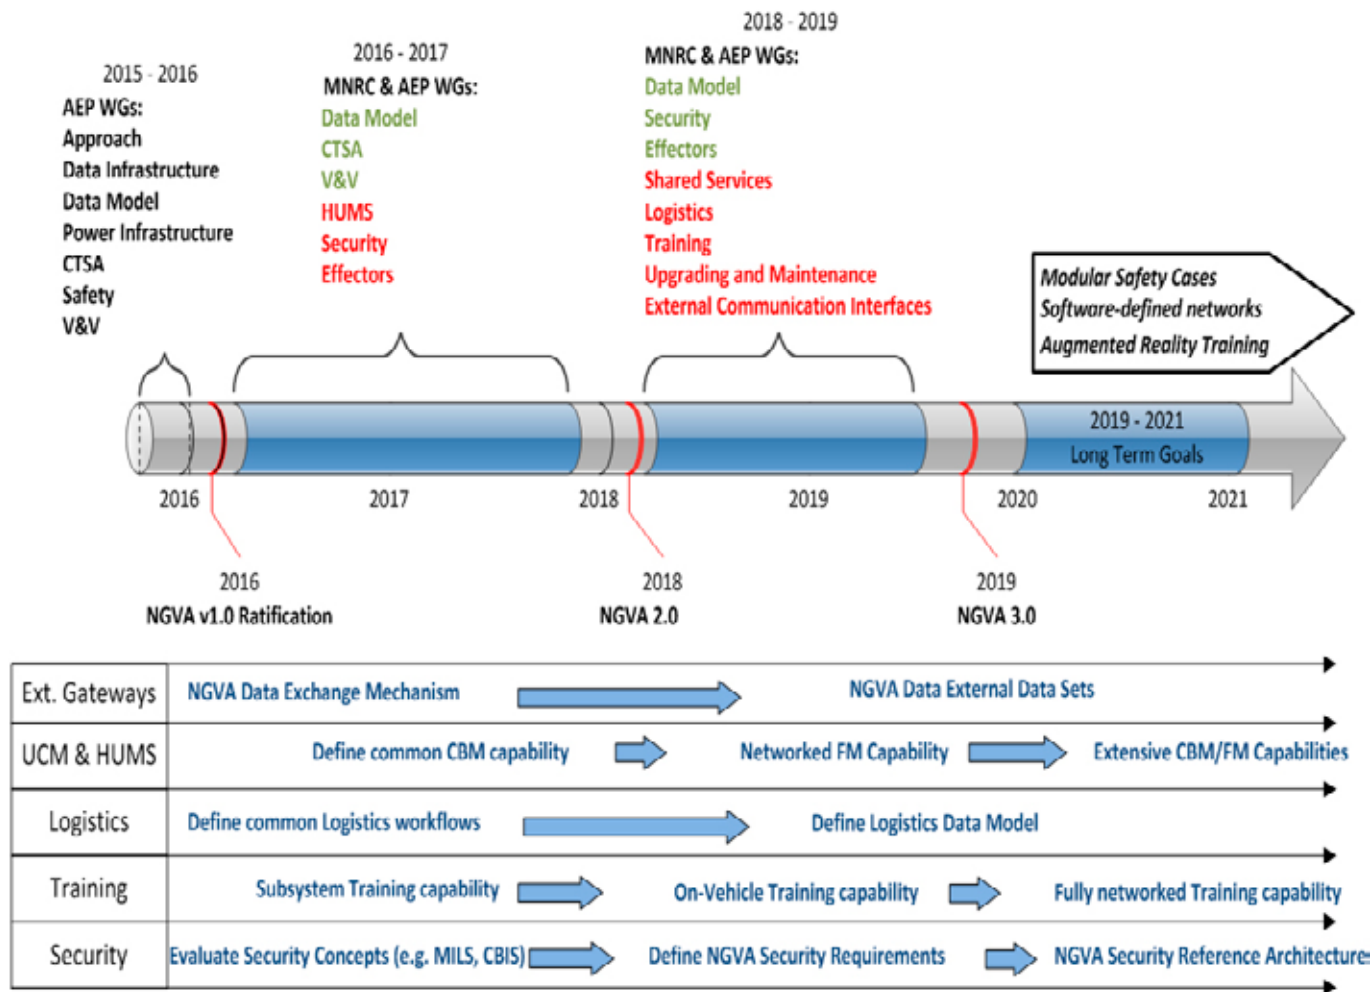 2015 - 2016
AEP WGs:
Approach
Data Infrastructure
Data Model
Power Infrastructure
CTSA
Safety
V&V
2016 - 2017
MNRC & AEP WGs:
Data Model
CTSA
V&V
HUMS
Security
Effectors
2018 - 2019
MNRC & AEP WGs:
Data Model
Security
Effectors
Shared Services
Logistics
Training
Upgrading and Maintenance
External Communication Interfaces
Modular Safety Cases
Software-defined networks
Augmented Reality Training
2019 - 2021
Long Term Goals
2016
2017
2018
2019
2020
2021
2016
NGVA v1.0 Ratification
2018
NGVA 2.0
2019
NGVA 3.0
Ext. Gateways
NGVA Data Exchange Mechanism
NGVA Data External Data Sets
UCM & HUMS
Define common CBM capability
Networked FM Capability
Extensive CBM/FM Capabilities
Logistics
Define common Logistics workflows
Define Logistics Data Model
Training
Subsystem Training capability
On-Vehicle Training capability
Fully networked Training capability
Security
Evaluate Security Concepts (e.g. MILS, CBIS)
Define NGVA Security Requirements
NGVA Security Reference Architectures